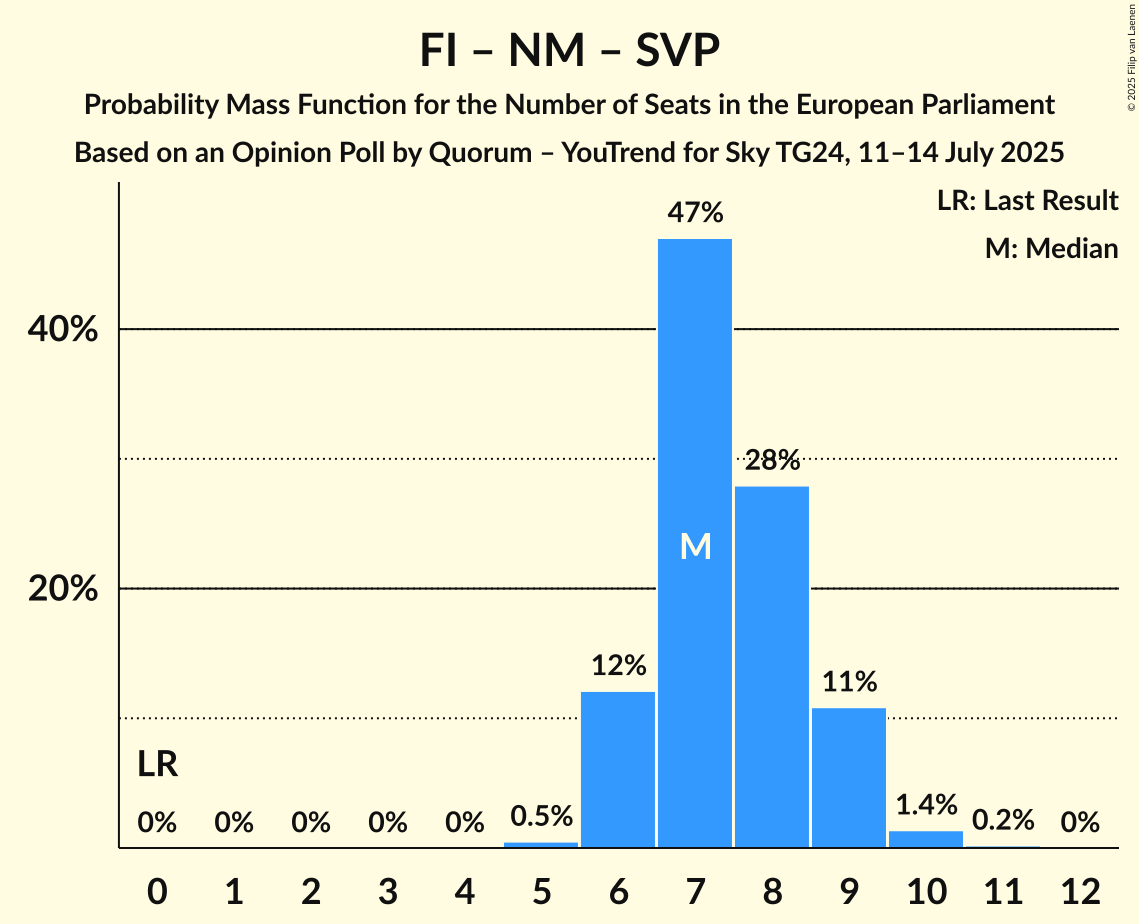 FI – NM – SVP
Probability Mass Function for the Number of Seats in the European Parliament
Based on an Opinion Poll by Quorum – YouTrend for Sky TG24, 11–14 July 2025
© 2025 Filip van Laenen
LR: Last Result
M: Median
47%
40%
28%
M
20%
12%
11%
LR
0% 0% 0% 0% 0% 0.5% 1.4% 0.2% 0%
0 1 2 3 4 5 6 7 8 9 10 11 12